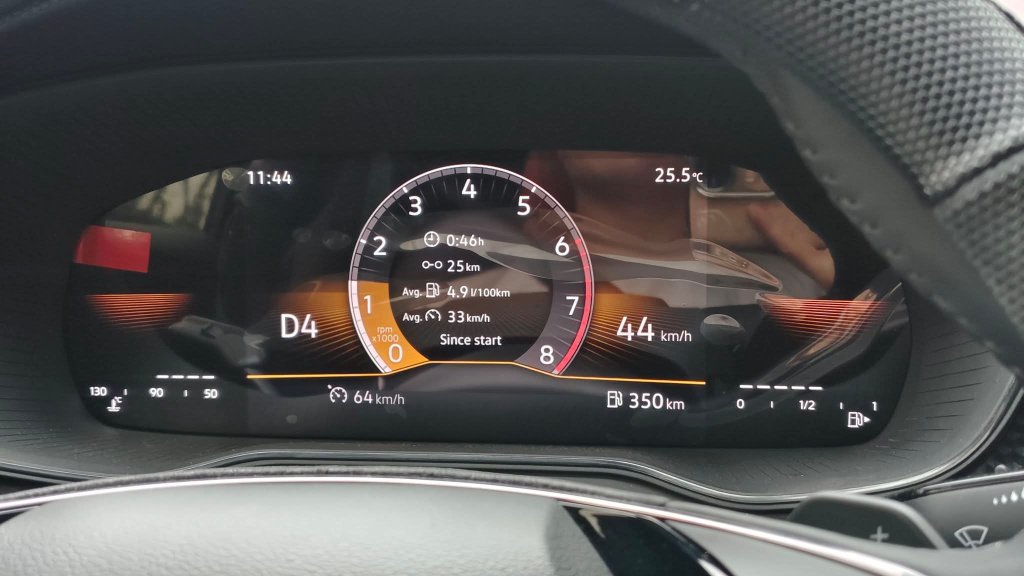 11:44
25.5°C
4
3
5
2
6
1
7
0
8
rpm
x1000
0:46h
25km
Avg. 4.9 l/100km
Avg. 33 km/h
Since start
D4
44 km/h
64 km/h
350 km
130 90 50
0 1/2 1
+